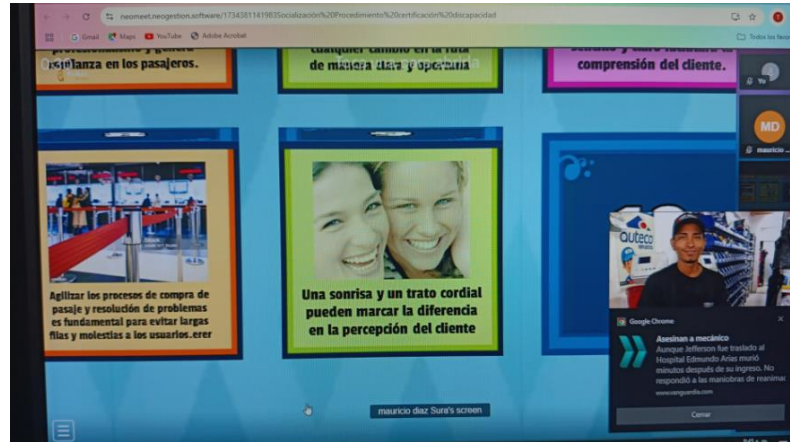 neomeet.neogestion.software/1734381141983Socialización%20Procedimiento%20certificación%20discapacidad
Gmail
Maps
YouTube
Adobe Acrobat
en los pasajeros.
cualquier cambio en la ruta
de manera clara y oportuna
comprensión del cliente.
Yo
MD
mauricio ...
Agilizar los procesos de compra de
pasaje y resolución de problemas
es fundamental para evitar largas
filas y molestias a los usuarios.erer
Una sonrisa y un trato cordial
pueden marcar la diferencia
en la percepción del cliente
auteco
Google Chrome
Asesinan a mecánico
Aunque Jefferson fue traslado al
Hospital Edmundo Arias murió
minutos después de su ingreso. No
respondió a las maniobras de reanimac
www.vanguardia.com
Cerrar
mauricio diaz Sura's screen